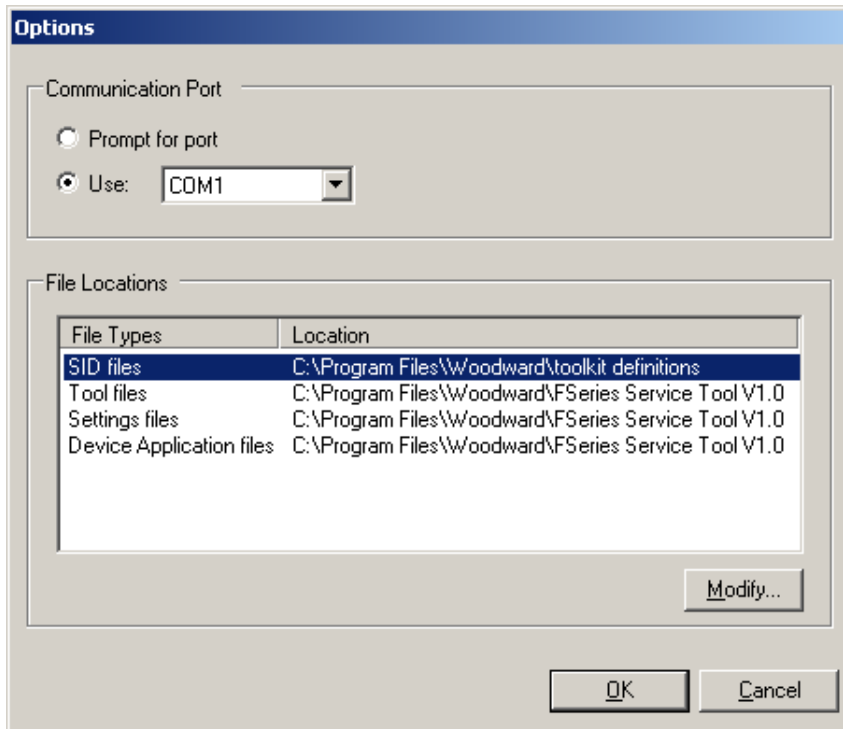 Options
Communication Port
Prompt for port
Use: COM1
File Locations
File Types Location
SID files C:\Program Files\Woodward\toolkit definitions
Tool files C:\Program Files\Woodward\FSeries Service Tool V1.0
Settings files C:\Program Files\Woodward\FSeries Service Tool V1.0
Device Application files C:\Program Files\Woodward\FSeries Service Tool V1.0
Modify...
OK Cancel